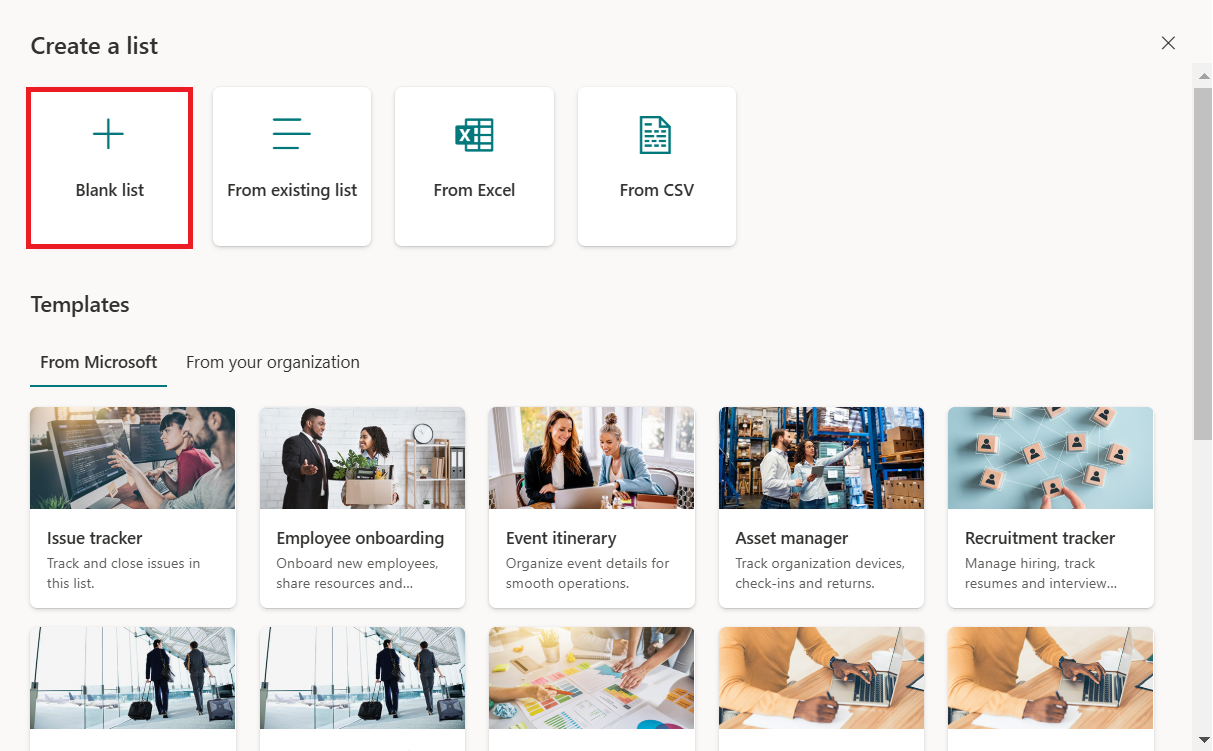 Create a list
Blank list
From existing list
From Excel
From CSV
Templates
From Microsoft
From your organization
Issue tracker
Track and close issues in
this list.
Employee onboarding
Onboard new employees,
share resources and...
Event itinerary
Organize event details for
smooth operations.
Asset manager
Track organization devices,
check-ins and returns.
Recruitment tracker
Manage hiring, track
resumes and interview...